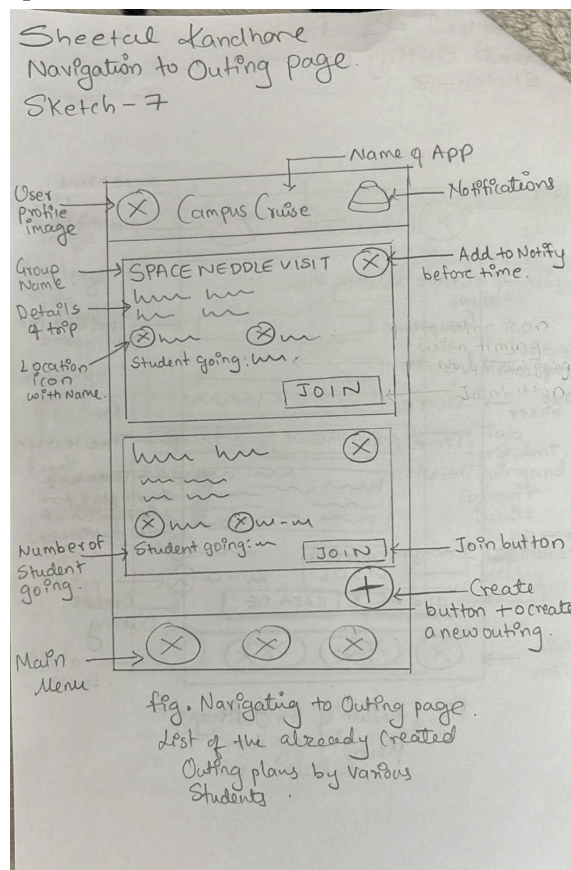 Sheetal Kandhare
Navigation to Outing page.
Sketch-7
Name of App
User
Profile
image
Campus Cruise
Notifications
Group
Name
SPACE NEDDLE VISIT
Add to Notify
before time.
Details
of trip
Location
icon
with Name.
Student going:
JOIN
Number of
Student
going.
Student going:
JOIN
Join button
Create
button to create
a new outing.
Main
Menu.
fig. Navigating to Outing page.
List of the already Created
Outing plans by Various
Students.